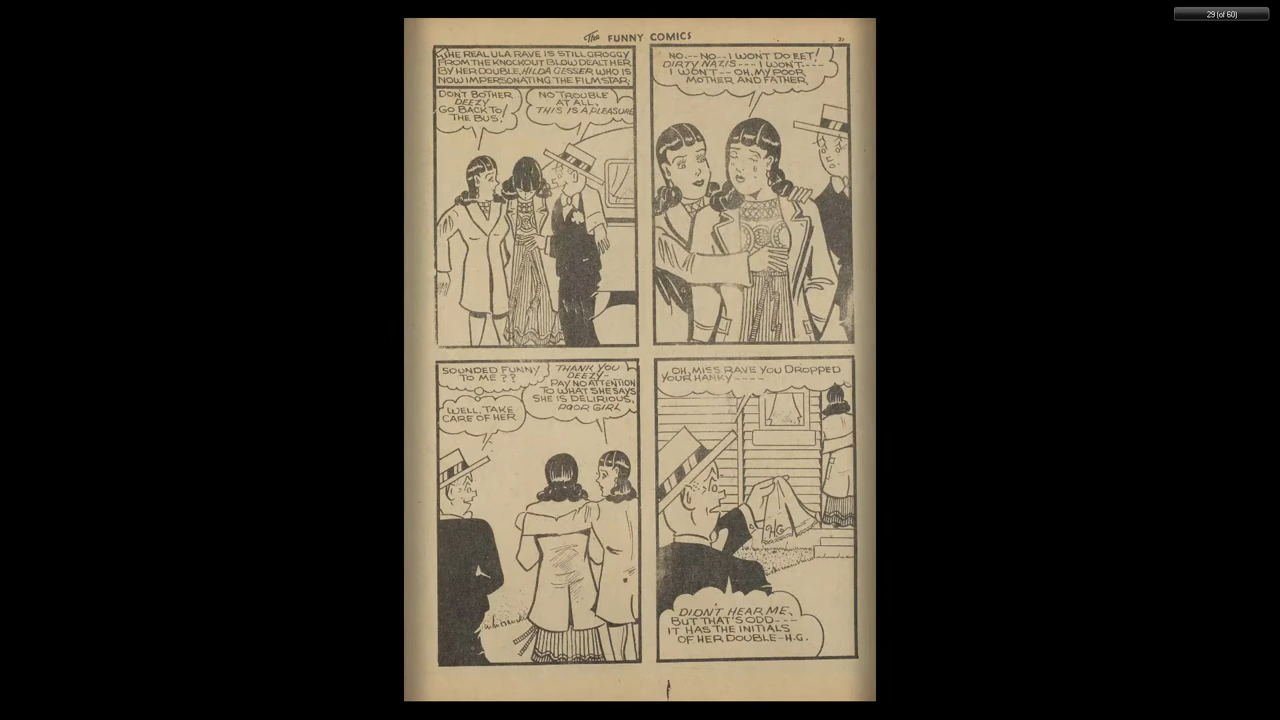 29 (of 60)
The FUNNY COMICS
THE REAL ULA RAVE IS STILL GROGGY
FROM THE KNOCKOUT BLOW DEALT HER
BY HER DOUBLE, HILDA GESSER, WHO IS
NOW IMPERSONATING THE FILM STAR.
DON'T BOTHER
DEEZY
GO BACK TO
THE BUS!
NO TROUBLE
AT ALL,
THIS IS A PLEASURE
NO---NO--I WON'T DO EET!
DIRTY NAZIS----I WON'T----
I WON'T-- OH, MY POOR
MOTHER AND FATHER
SOUNDED FUNNY
TO ME??
WELL, TAKE
CARE OF HER
THANK YOU
DEEZY-
PAY NO ATTENTION
TO WHAT SHE SAYS
SHE IS DELIRIOUS,
POOR GIRL
OH, MISS RAVE YOU DROPPED
YOUR HANKY----
HG
DIDN'T HEAR ME,
BUT THAT'S ODD---
IT HAS THE INITIALS
OF HER DOUBLE-H.G.